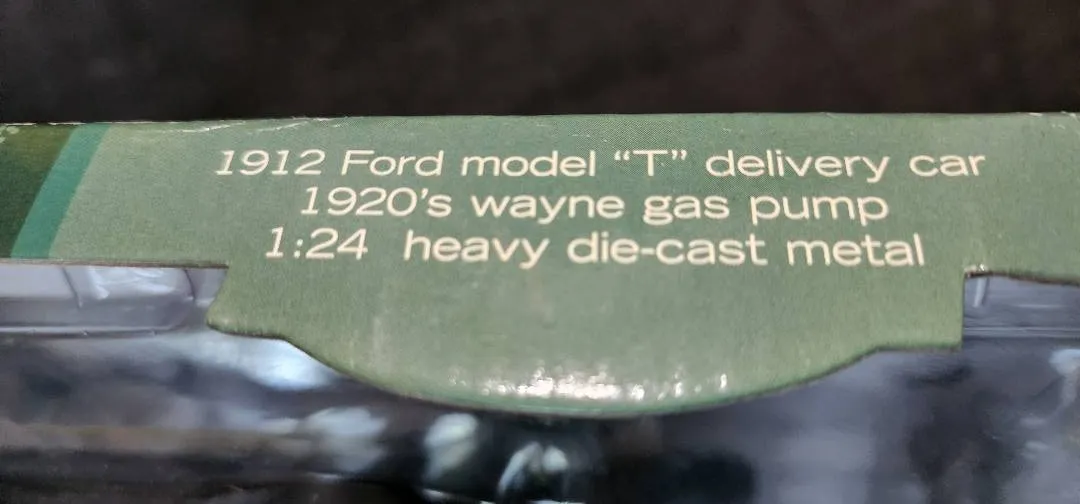 1912 Ford model “T” delivery car
1920’s wayne gas pump
1:24 heavy die-cast metal